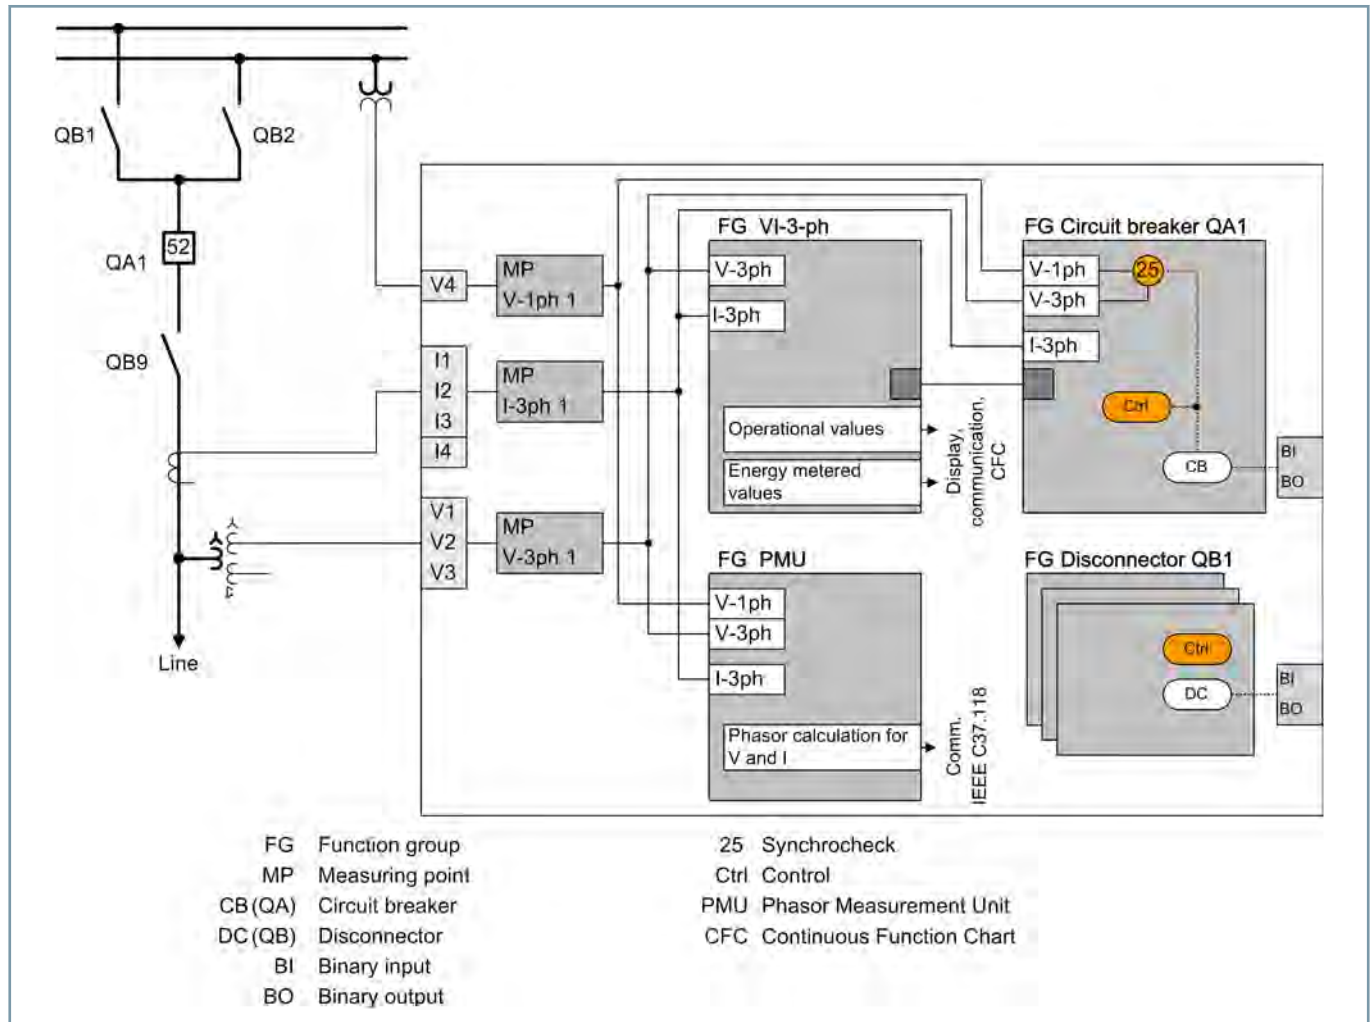 QB1
QB2
QA1
52
QB9
Line
V4
MP
V-1ph 1
I1
I2
I3
I4
MP
I-3ph 1
V1
V2
V3
MP
V-3ph 1
FG VI-3-ph
V-3ph
I-3ph
Operational values
Energy metered
values
Display,
communication,
CFC
FG PMU
V-1ph
V-3ph
I-3ph
Phasor calculation for
V and I
Comm.
IEEE C37.118
FG Circuit breaker QA1
V-1ph
25
V-3ph
I-3ph
Ctrl
CB
BI
BO
FG Disconnector QB1
Ctrl
DC
BI
BO
FG Function group
MP Measuring point
CB (QA) Circuit breaker
DC (QB) Disconnector
BI Binary input
BO Binary output
25 Synchrocheck
Ctrl Control
PMU Phasor Measurement Unit
CFC Continuous Function Chart